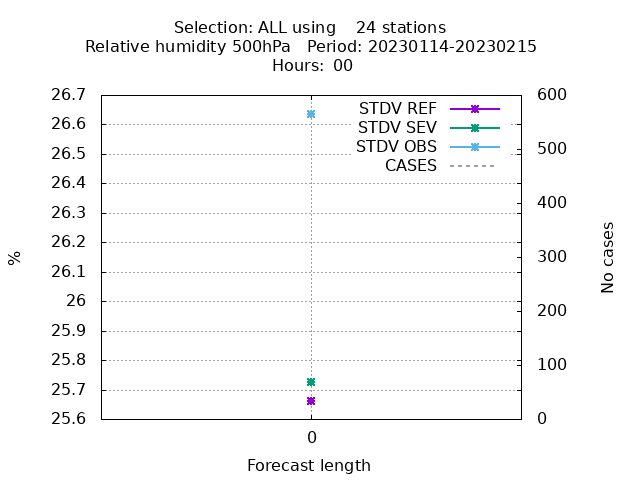 Selection: ALL using    24 stations
Relative humidity 500hPa   Period: 20230114-20230215
Hours:  00
26.7
26.6
26.5
26.4
26.3
26.2
26.1
26
25.9
25.8
25.7
25.6
%
STDV REF
STDV SEV
STDV OBS
CASES
600
500
400
300
200
100
0
No cases
0
Forecast length